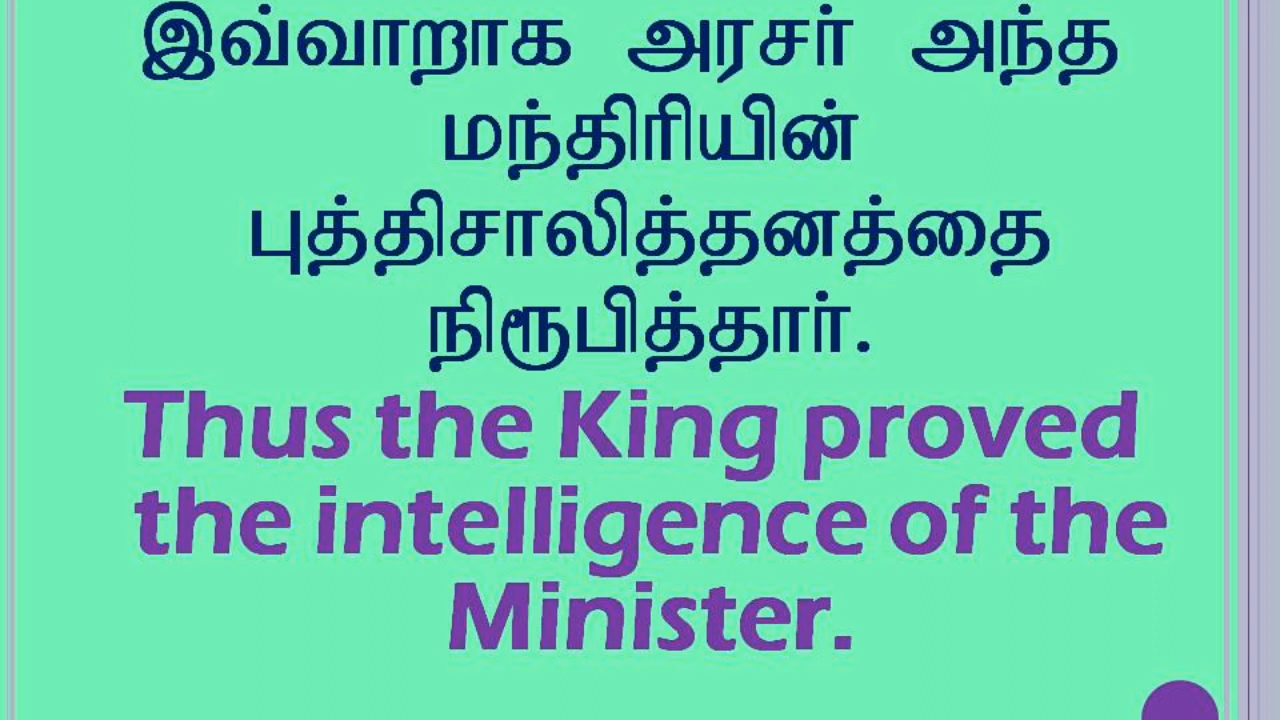 இவ்வாறாக அரசர் அந்த
மந்திரியின்
புத்திசாலித்தனத்தை
நிரூபித்தார்.
Thus the King proved
the intelligence of the
Minister.